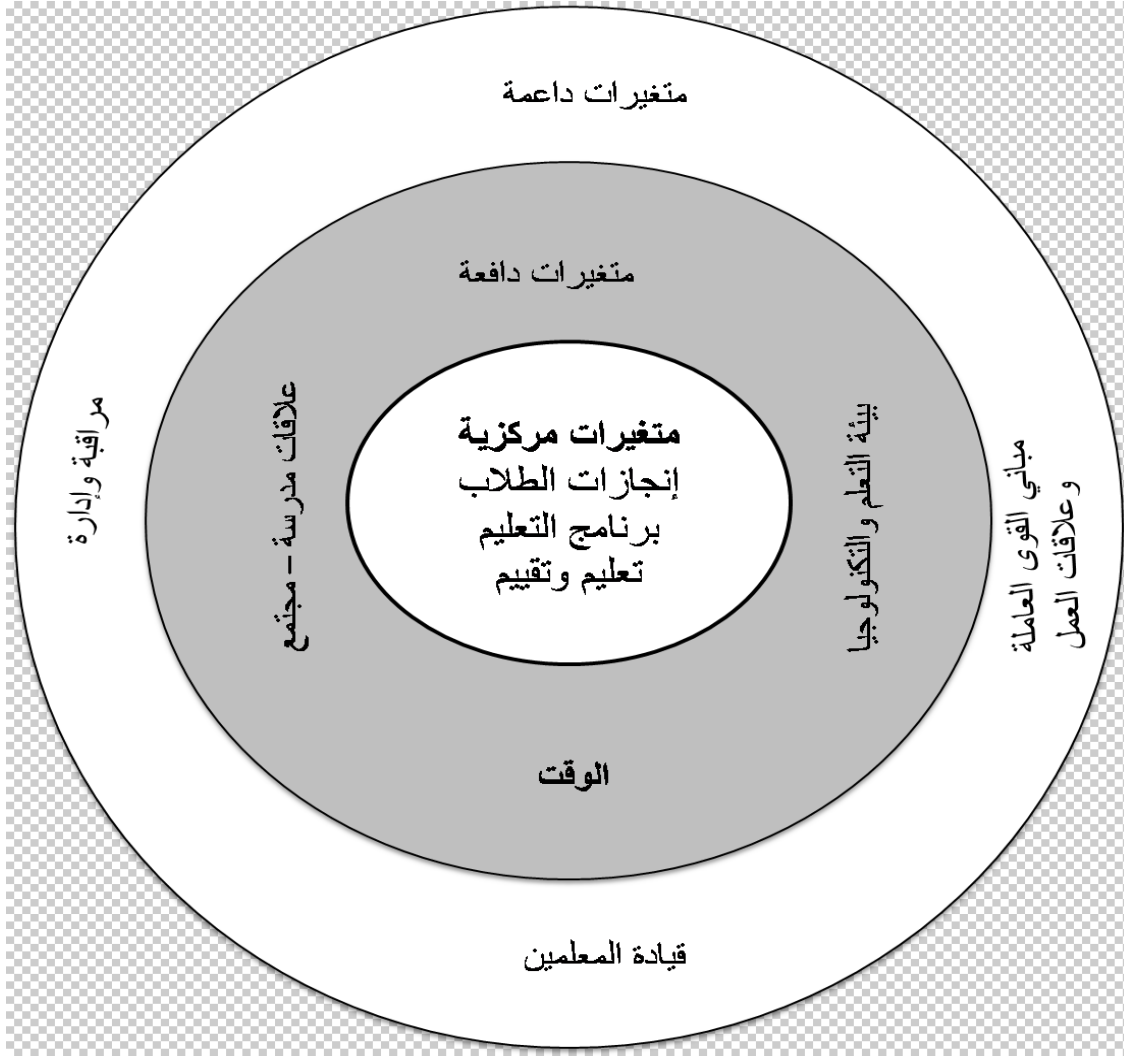 متغيرات داعمة
متغيرات دافعة
متغيرات مركزية
إنجازات الطلاب
برنامج التعليم
تعليم وتقييم
بيئة التعلم والتكنولوجيا
علاقات مدرسة – مجتمع
الوقت
مباني القوى العاملة
وعلاقات العمل
مراقبة وإدارة
قيادة المعلمين